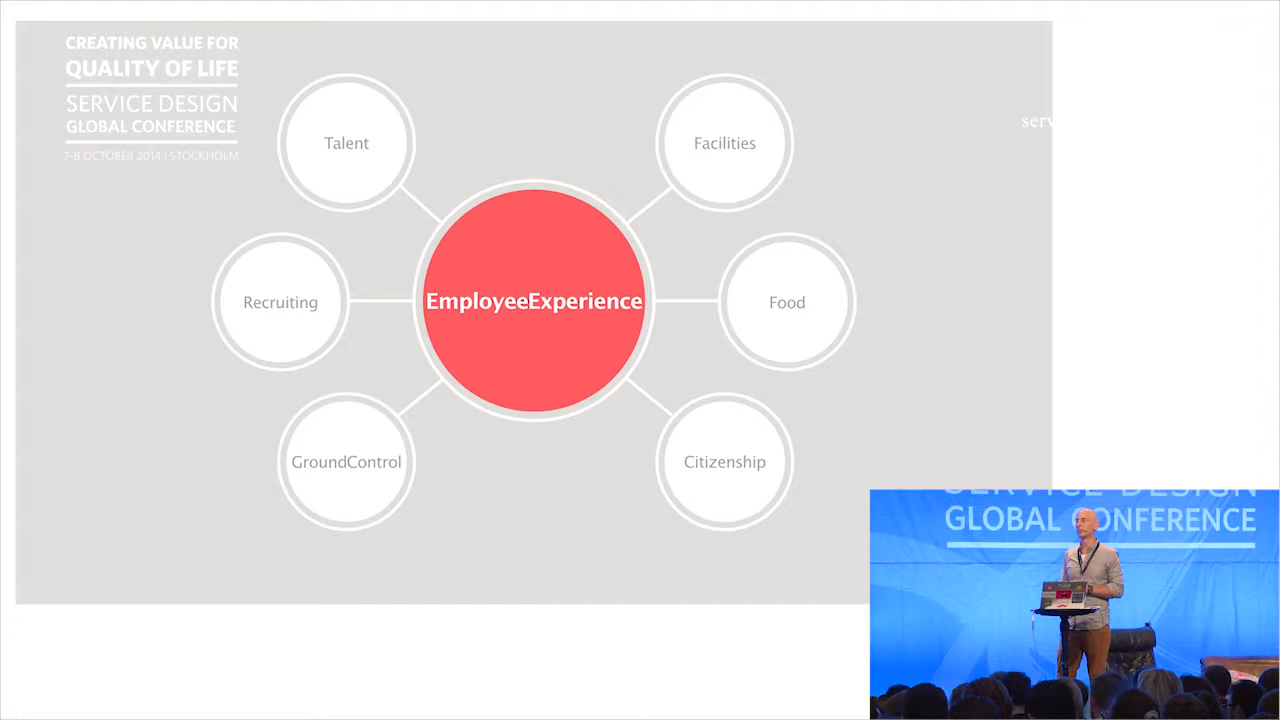 CREATING VALUE FOR
QUALITY OF LIFE
SERVICE DESIGN
GLOBAL CONFERENCE
7-8 OCTOBER 2014 | STOCKHOLM
serv
Talent
Facilities
Recruiting
EmployeeExperience
Food
GroundControl
Citizenship
SERVICE DESIGN
GLOBAL CONFERENCE